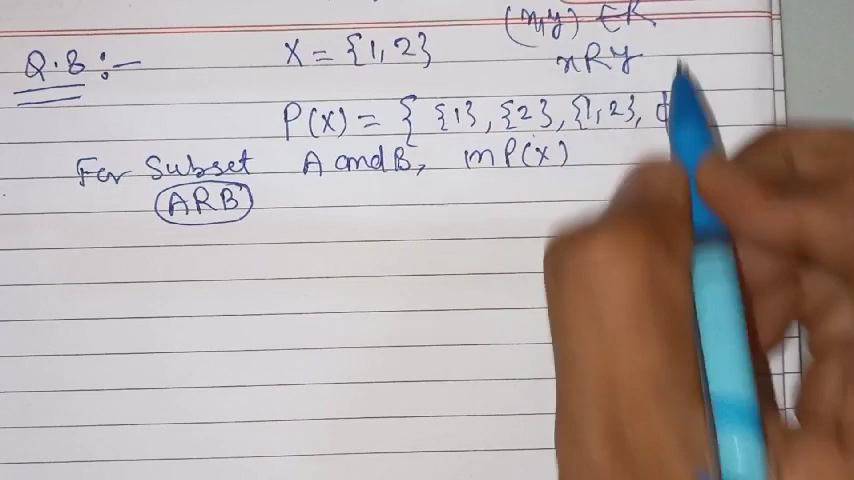 (x,y) ∈ R
Q.8 :- X = {1,2}
xRy
P(X) = { {1}, {2}, {1,2}, ϕ
For Subset A and B, in P(X)
ARB